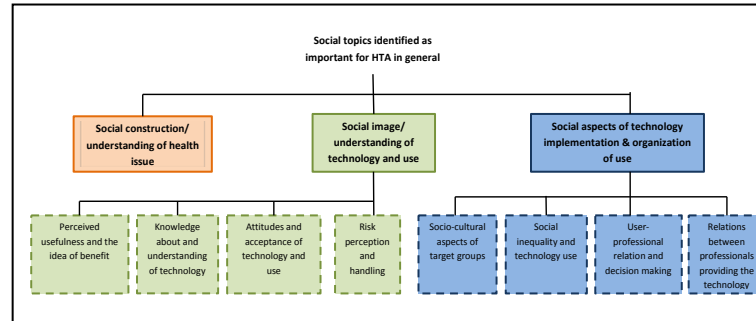 Social topics identified as
important for HTA in general
Social construction/
understanding of health
issue
Social image/
understanding of
technology and use
Social aspects of technology
implementation & organization
of use
Perceived
usefulness and the
idea of benefit
Knowledge
about and
understanding
of technology
Attitudes and
acceptance of
technology and
use
Risk
perception
and
handling
Socio-cultural
aspects of
target groups
Social
inequality and
technology use
User-
professional
relation and
decision making
Relations
between
professionals
providing the
technology